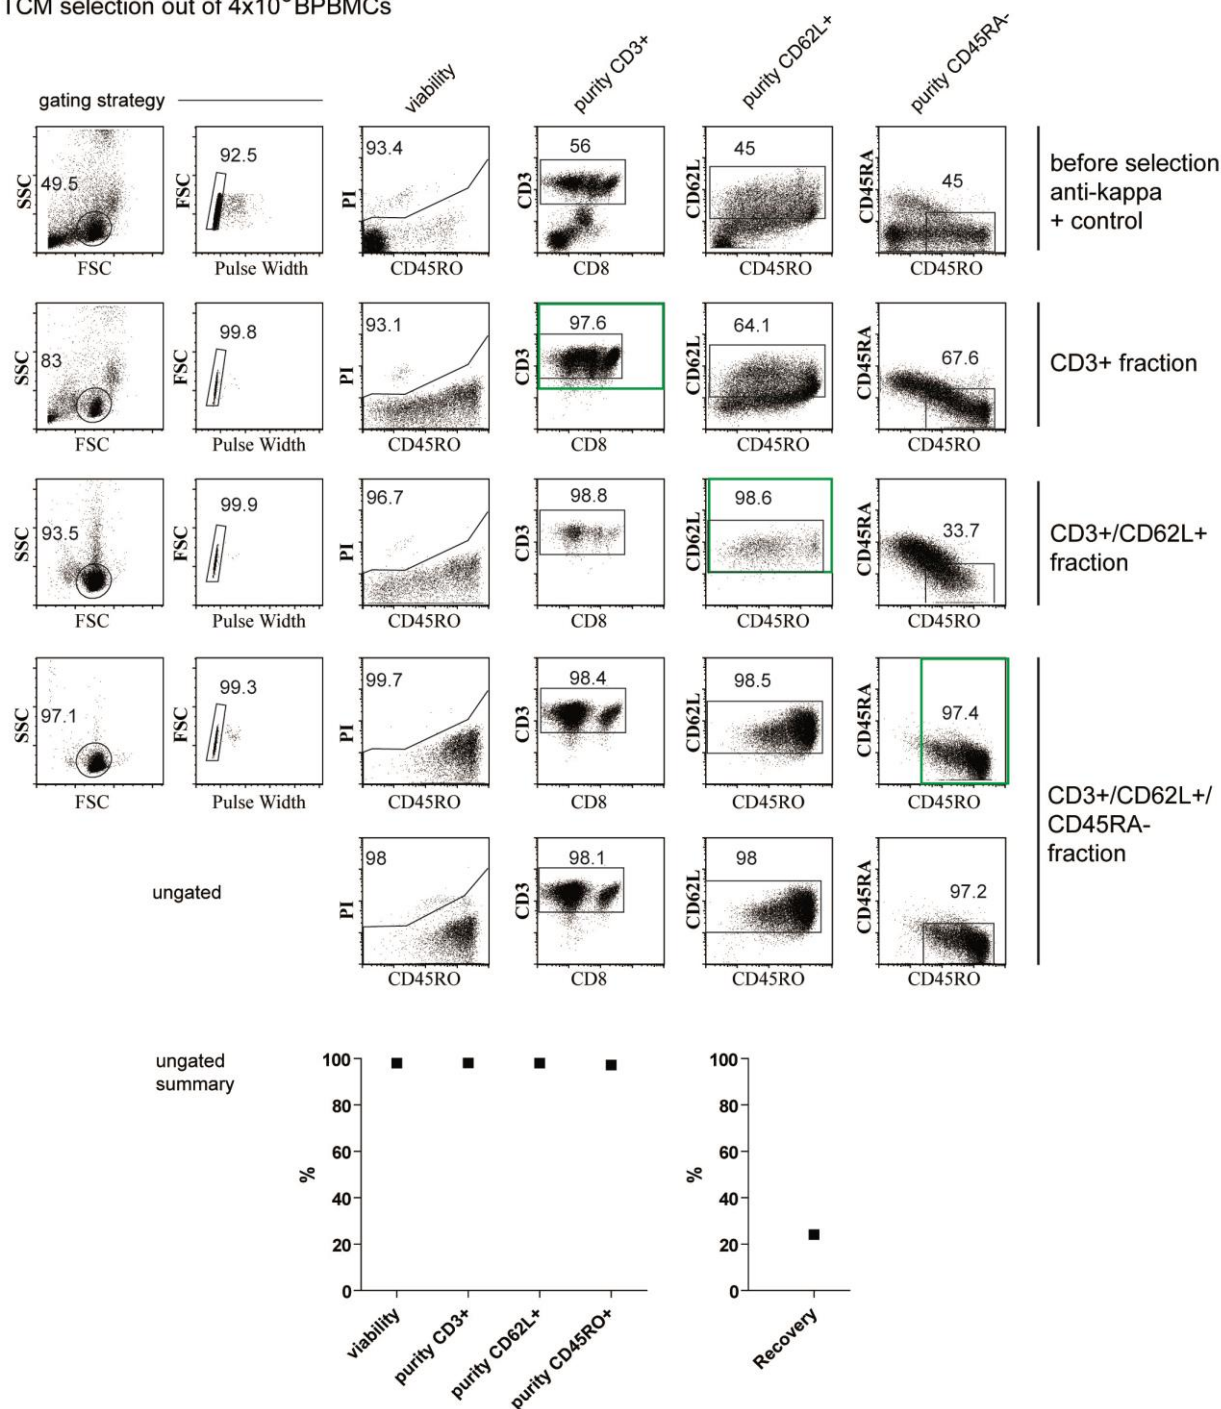 TCM selection out of 4x10 BPBMCs
gating strategy
viability
purity CD3+
purity CD62L+
purity CD45RA-
SSC
49.5
FSC
FSC
92.5
Pulse Width
PI
93.4
CD45RO
CD3
56
CD8
CD62L
45
CD45RO
CD45RA
45
CD45RO
before selection
anti-kappa
+ control
SSC
83
FSC
FSC
99.8
Pulse Width
PI
93.1
CD45RO
CD3
97.6
CD8
CD62L
64.1
CD45RO
CD45RA
67.6
CD45RO
CD3+ fraction
SSC
93.5
FSC
FSC
99.9
Pulse Width
PI
96.7
CD45RO
CD3
98.8
CD8
CD62L
98.6
CD45RO
CD45RA
33.7
CD45RO
CD3+/CD62L+
fraction
SSC
97.1
FSC
FSC
99.3
Pulse Width
PI
99.7
CD45RO
CD3
98.4
CD8
CD62L
98.5
CD45RO
CD45RA
97.4
CD45RO
CD3+/CD62L+/
CD45RA-
fraction
ungated
PI
98
CD45RO
CD3
98.1
CD8
CD62L
98
CD45RO
CD45RA
97.2
CD45RO
ungated
summary
%
100
80
60
40
20
0
viability
purity CD3+
purity CD62L+
purity CD45RO+
%
100
80
60
40
20
0
Recovery